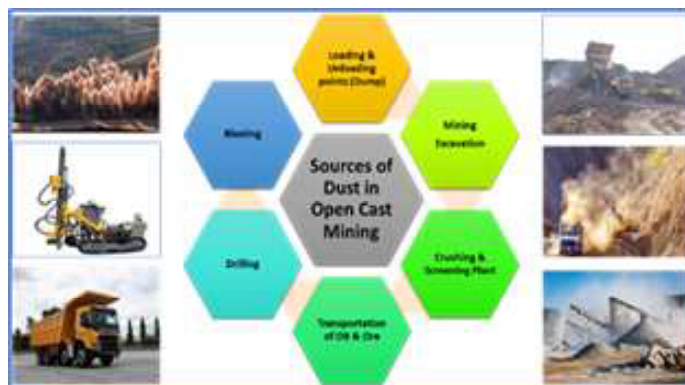 Loading &
Unloading
points (Dump)
Mining
Excavation
Crushing &
Screening Plant
Transportation
of OB & Ore
Drilling
Blasting
Sources of
Dust in
Open Cast
Mining